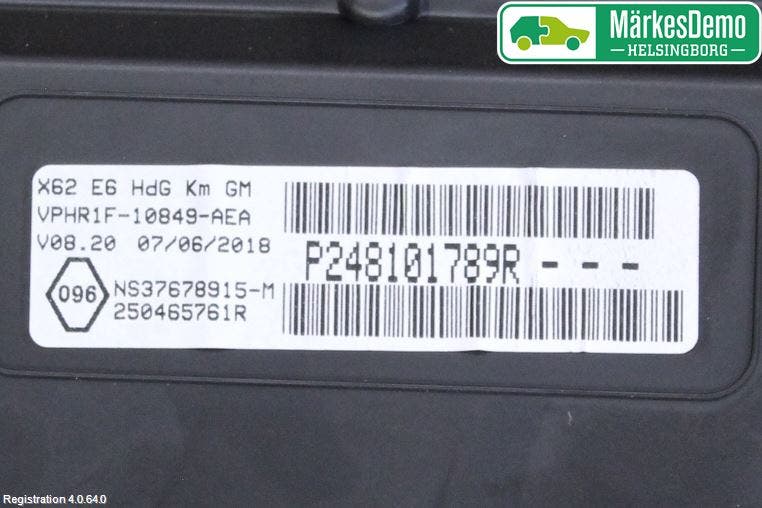 MärkesDemo
HELSINGBORG
X62 E6 HdG Km GM
VPHR1F-10849-AEA
V08.20 07/06/2018
P248101789R - - -
096
NS37678915-M
250465761R
Registration 4.0.64.0